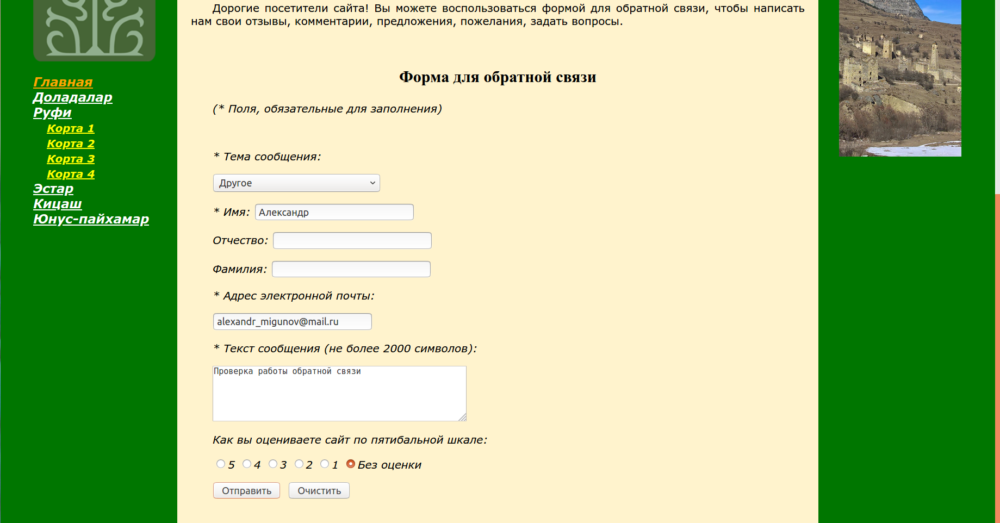 Дорогие посетители сайта! Вы можете воспользоваться формой для обратной связи, чтобы написать
нам свои отзывы, комментарии, предложения, пожелания, задать вопросы.
Главная
Доладалар
Руфи
Корта 1
Корта 2
Корта 3
Корта 4
Эстар
Кицаш
Юнус-пайхамар
Форма для обратной связи
(* Поля, обязательные для заполнения)
* Тема сообщения:
Другое
* Имя: Александр
Отчество:
Фамилия:
* Адрес электронной почты:
alexandr_migunov@mail.ru
* Текст сообщения (не более 2000 символов):
Проверка работы обратной связи
Как вы оцениваете сайт по пятибальной шкале:
5 4 3 2 1 Без оценки
Отправить Очистить